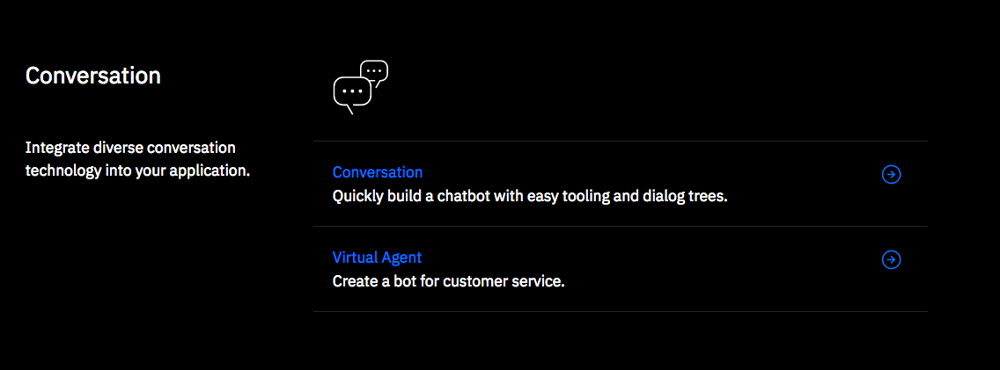 Conversation
Integrate diverse conversation
technology into your application.
Conversation
Quickly build a chatbot with easy tooling and dialog trees.
Virtual Agent
Create a bot for customer service.